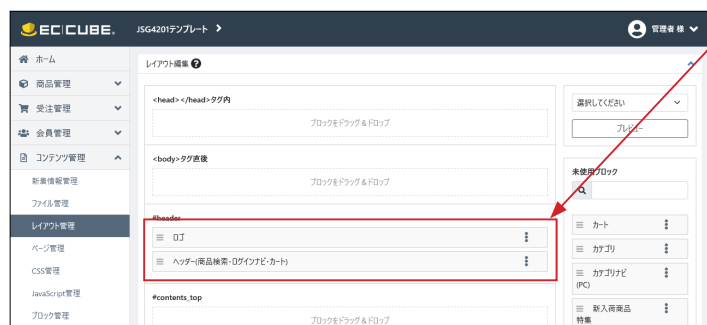 EC CUBE. JSG4201テンプレート 管理者 様
ホーム
商品管理
受注管理
会員管理
コンテンツ管理
新着情報管理
ファイル管理
レイアウト管理
ページ管理
CSS管理
JavaScript管理
ブロック管理
レイアウト編集
<head></head>タグ内
ブロックをドラッグ&ドロップ
<body>タグ直後
ブロックをドラッグ&ドロップ
#header
ロゴ
ヘッダー(商品検索・ログインナビ・カート)
#contents_top
ブロックをドラッグ&ドロップ
選択してください
プレビュー
未使用ブロック
カート
カテゴリ
カテゴリナビ
(PC)
新入荷商品
特集